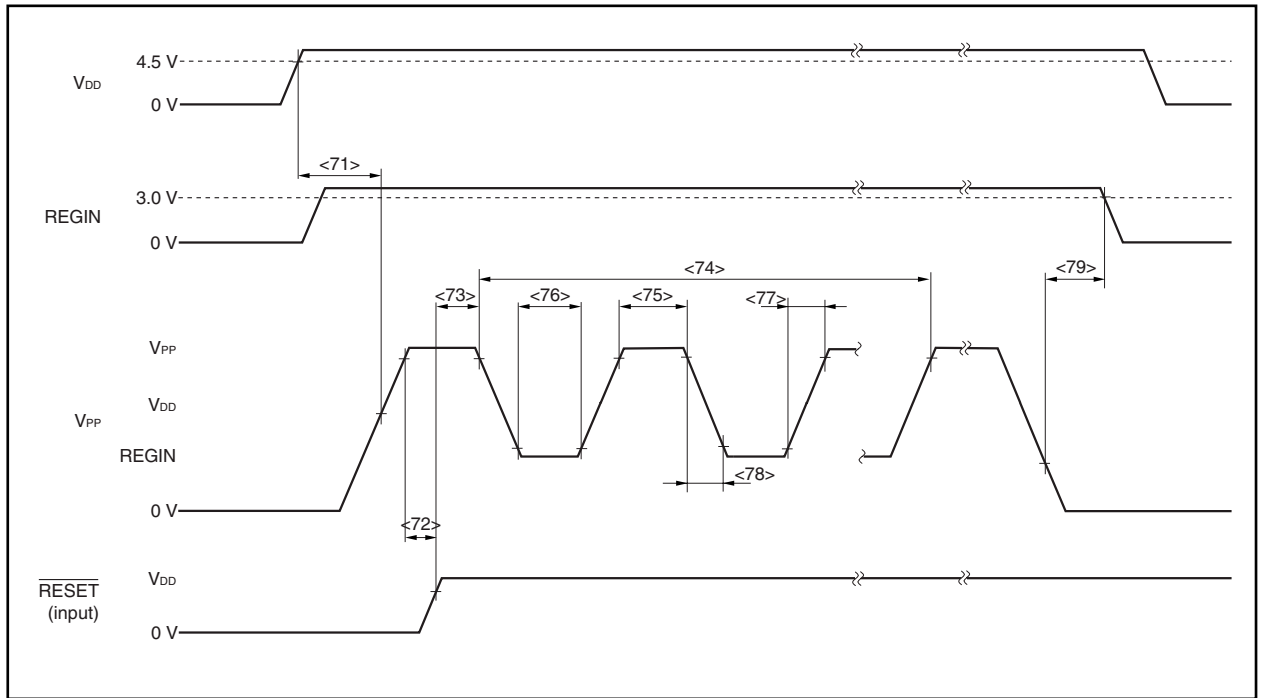 4.5 V
VDD
0 V
<71>
3.0 V
REGIN
0 V
<74>
<79>
<73>
<76>
<75>
<77>
VPP
VDD
VPP
REGIN
<78>
0 V
<72>
VDD
RESET
(input)
0 V